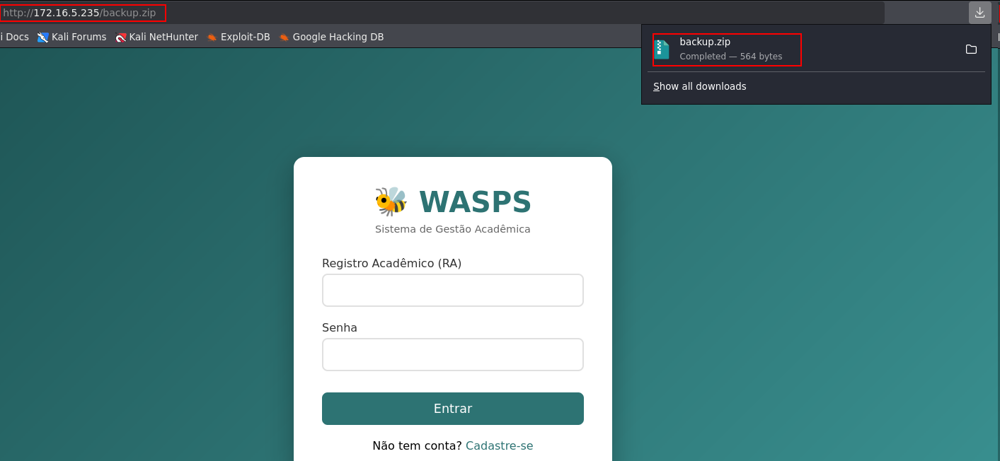 http://172.16.5.235/backup.zip
i Docs Kali Forums Kali NetHunter Exploit-DB Google Hacking DB
backup.zip
Completed — 564 bytes
Show all downloads
WASPS
Sistema de Gestão Acadêmica
Registro Acadêmico (RA)
Senha
Entrar
Não tem conta? Cadastre-se